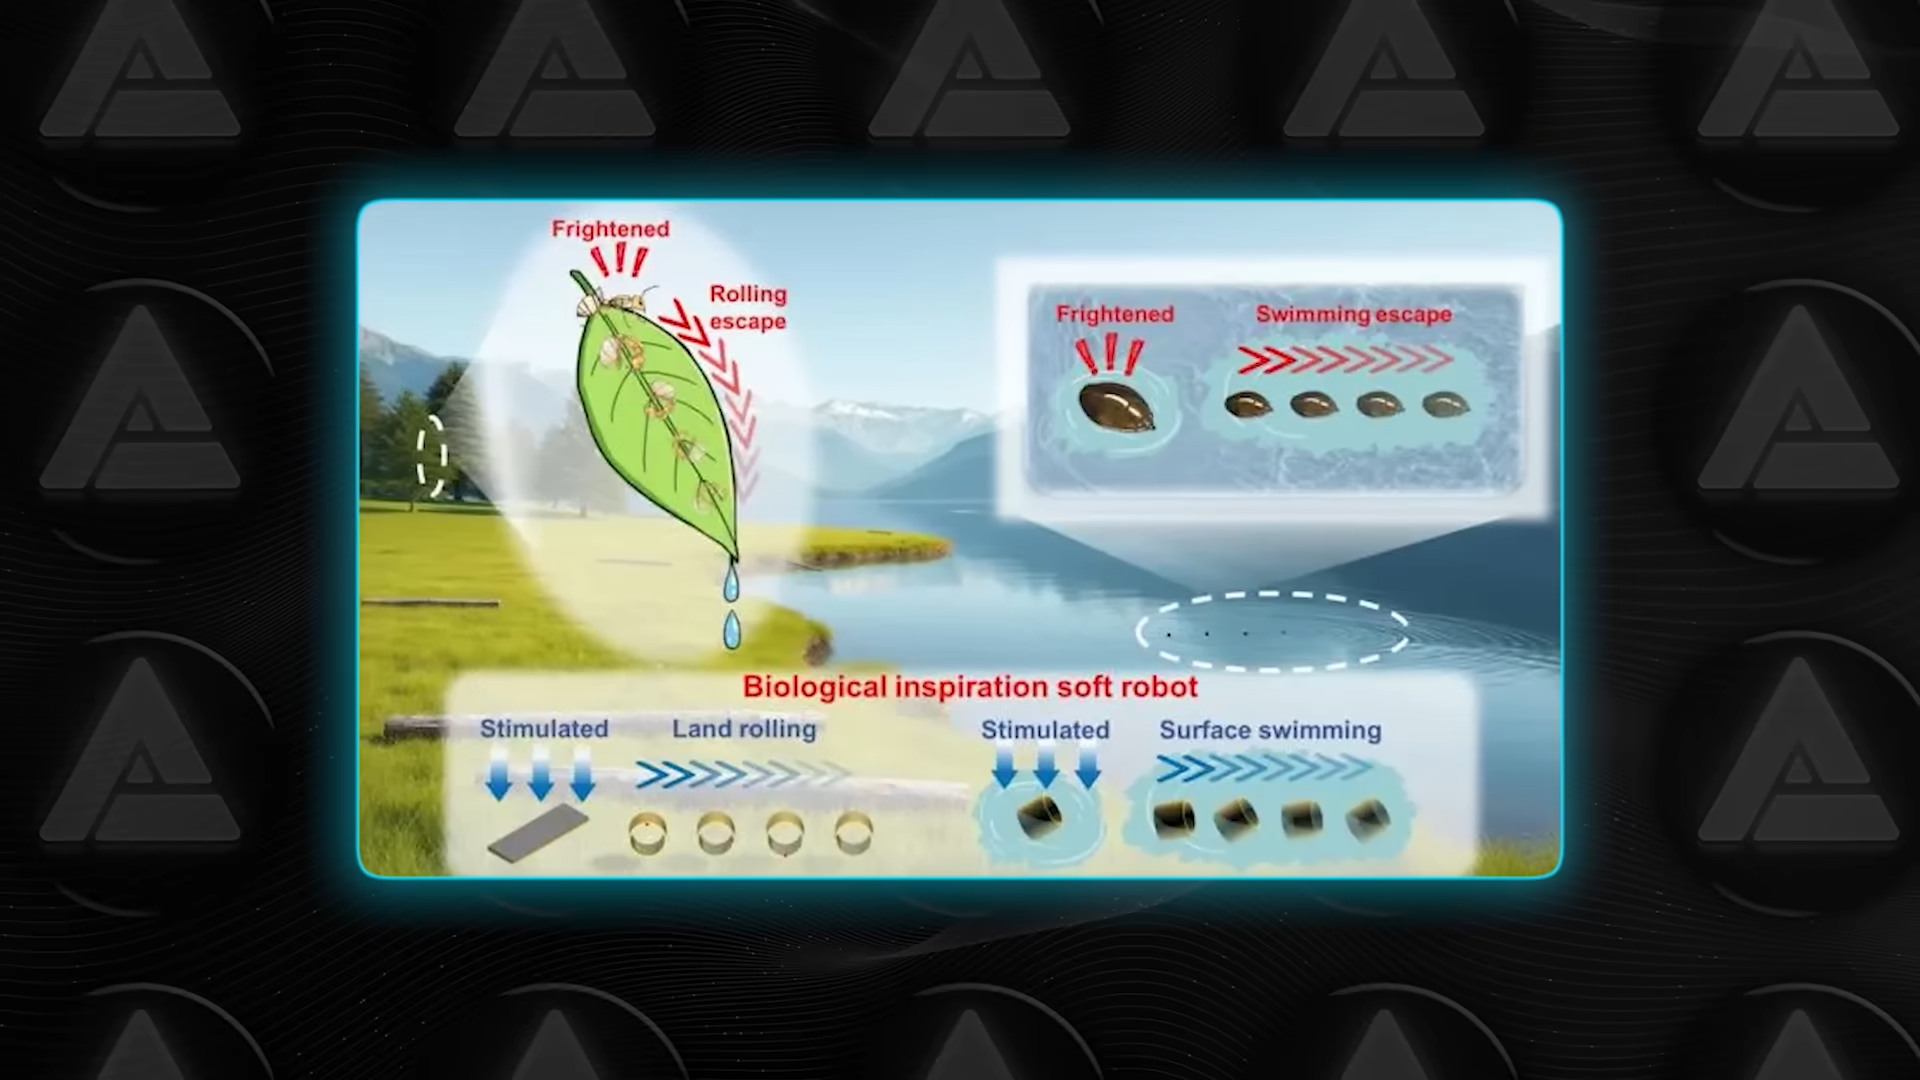 Frightened
Rolling
escape
Frightened
Swimming escape
Biological inspiration soft robot
Stimulated
Land rolling
Stimulated
Surface swimming